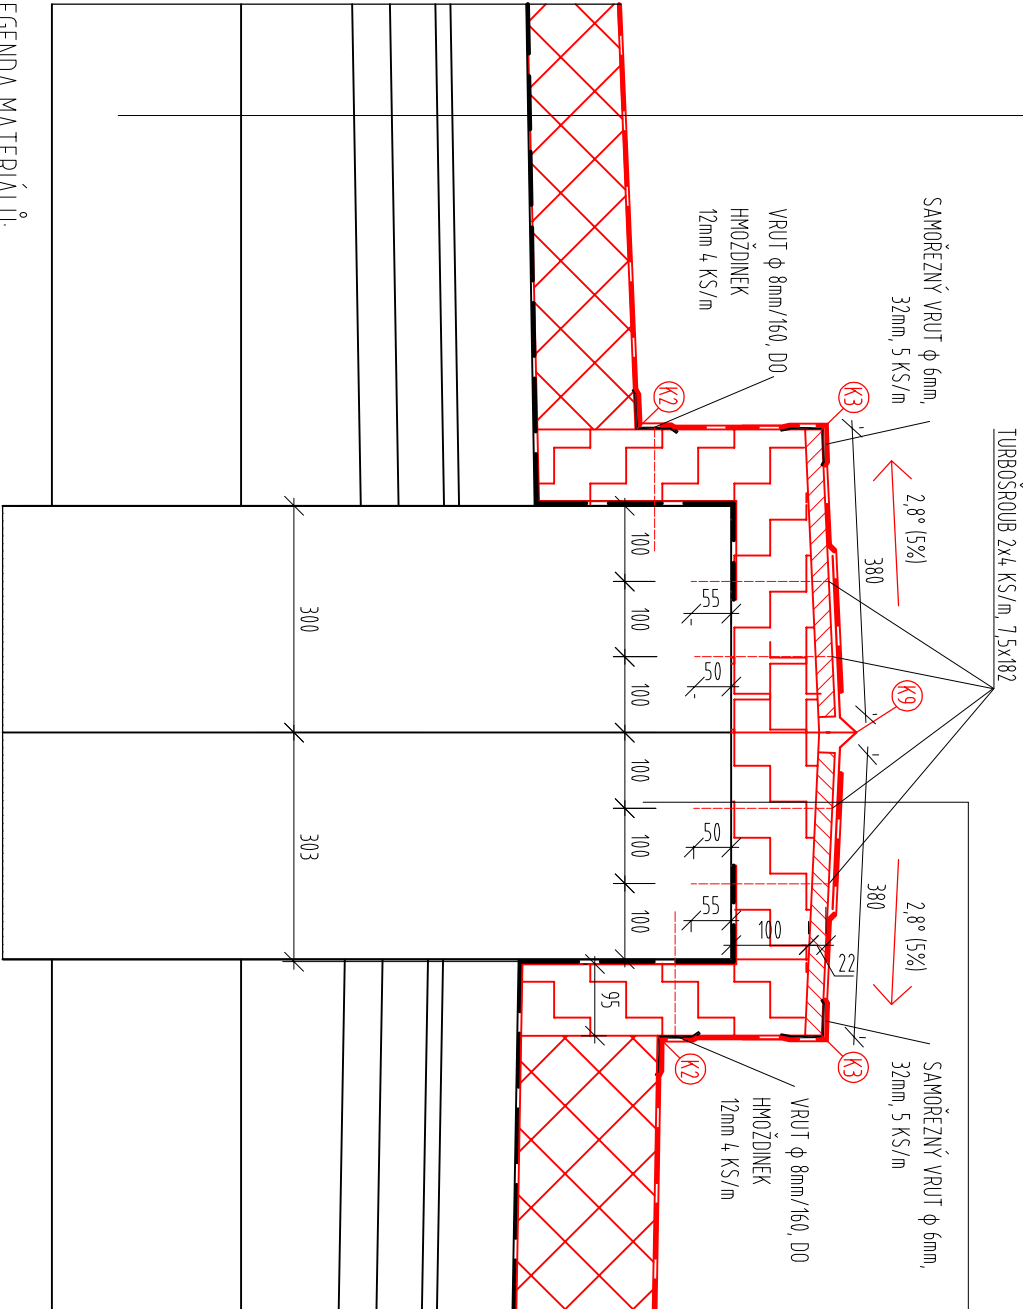 TURBOŠROUB 2x4 KS/m, 7,5x182
SAMOŘEZNÝ VRUT ϕ 6mm,
32mm, 5 KS/m
SAMOŘEZNÝ VRUT ϕ 6mm,
32mm, 5 KS/m
2,8° (5%)
2,8° (5%)
K9
380
380
K3
K3
22
VRUT ϕ 8mm/160, DO
HMOŽDINEK
12mm 4 KS/m
VRUT ϕ 8mm/160, DO
HMOŽDINEK
12mm 4 KS/m
100
K2
K2
55
50
50
55
100
100
100
100
100
100
95
300
303
EGENDA MATERIÁLŮ: